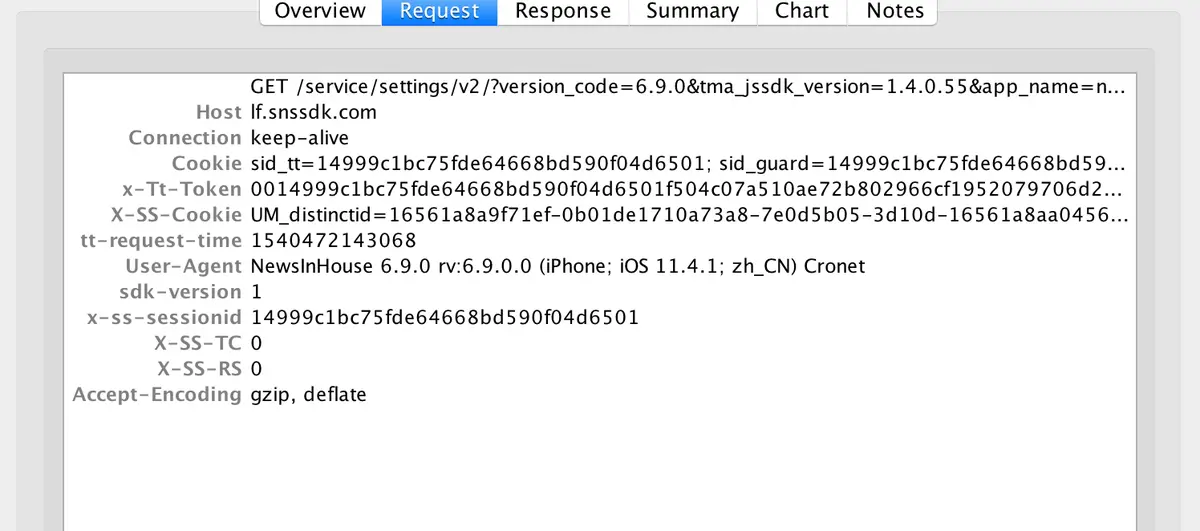 Overview Request Response Summary Chart Notes
GET /service/settings/v2/?version_code=6.9.0&tma_jssdk_version=1.4.0.55&app_name=n...
Host lf.snssdk.com
Connection keep-alive
Cookie sid_tt=14999c1bc75fde64668bd590f04d6501; sid_guard=14999c1bc75fde64668bd59...
x-Tt-Token 0014999c1bc75fde64668bd590f04d6501f504c07a510ae72b802966cf1952079706d2...
X-SS-Cookie UM_distinctid=16561a8a9f71ef-0b01de1710a73a8-7e0d5b05-3d10d-16561a8aa0456...
tt-request-time 1540472143068
User-Agent NewsInHouse 6.9.0 rv:6.9.0.0 (iPhone; iOS 11.4.1; zh_CN) Cronet
sdk-version 1
x-ss-sessionid 14999c1bc75fde64668bd590f04d6501
X-SS-TC 0
X-SS-RS 0
Accept-Encoding gzip, deflate